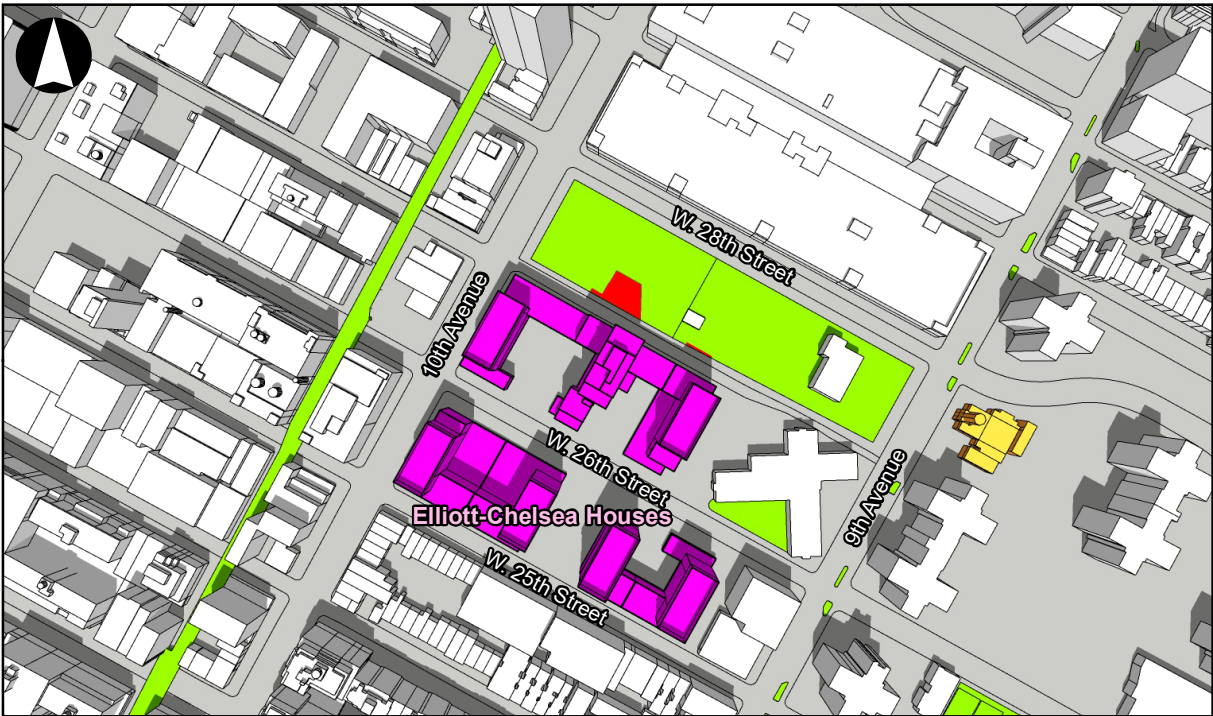 W. 28th Street
10th Avenue
W. 26th Street
9th Avenue
Elliott-Chelsea Houses
W. 25th Street